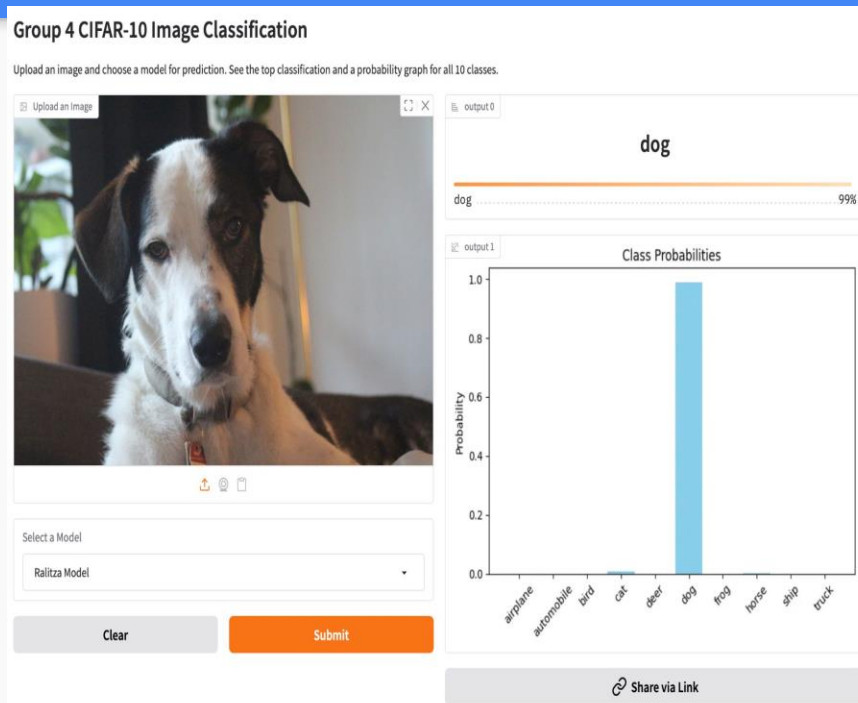 Group 4 CIFAR-10 Image Classification
Upload an image and choose a model for prediction. See the top classification and a probability graph for all 10 classes.
Upload an Image
Select a Model
Ralitza Model
Clear
Submit
output 0
dog
dog
99%
output 1
Class Probabilities
Probability
1.0
0.8
0.6
0.4
0.2
0.0
airplane
automobile
bird
cat
deer
dog
frog
horse
ship
truck
Share via Link